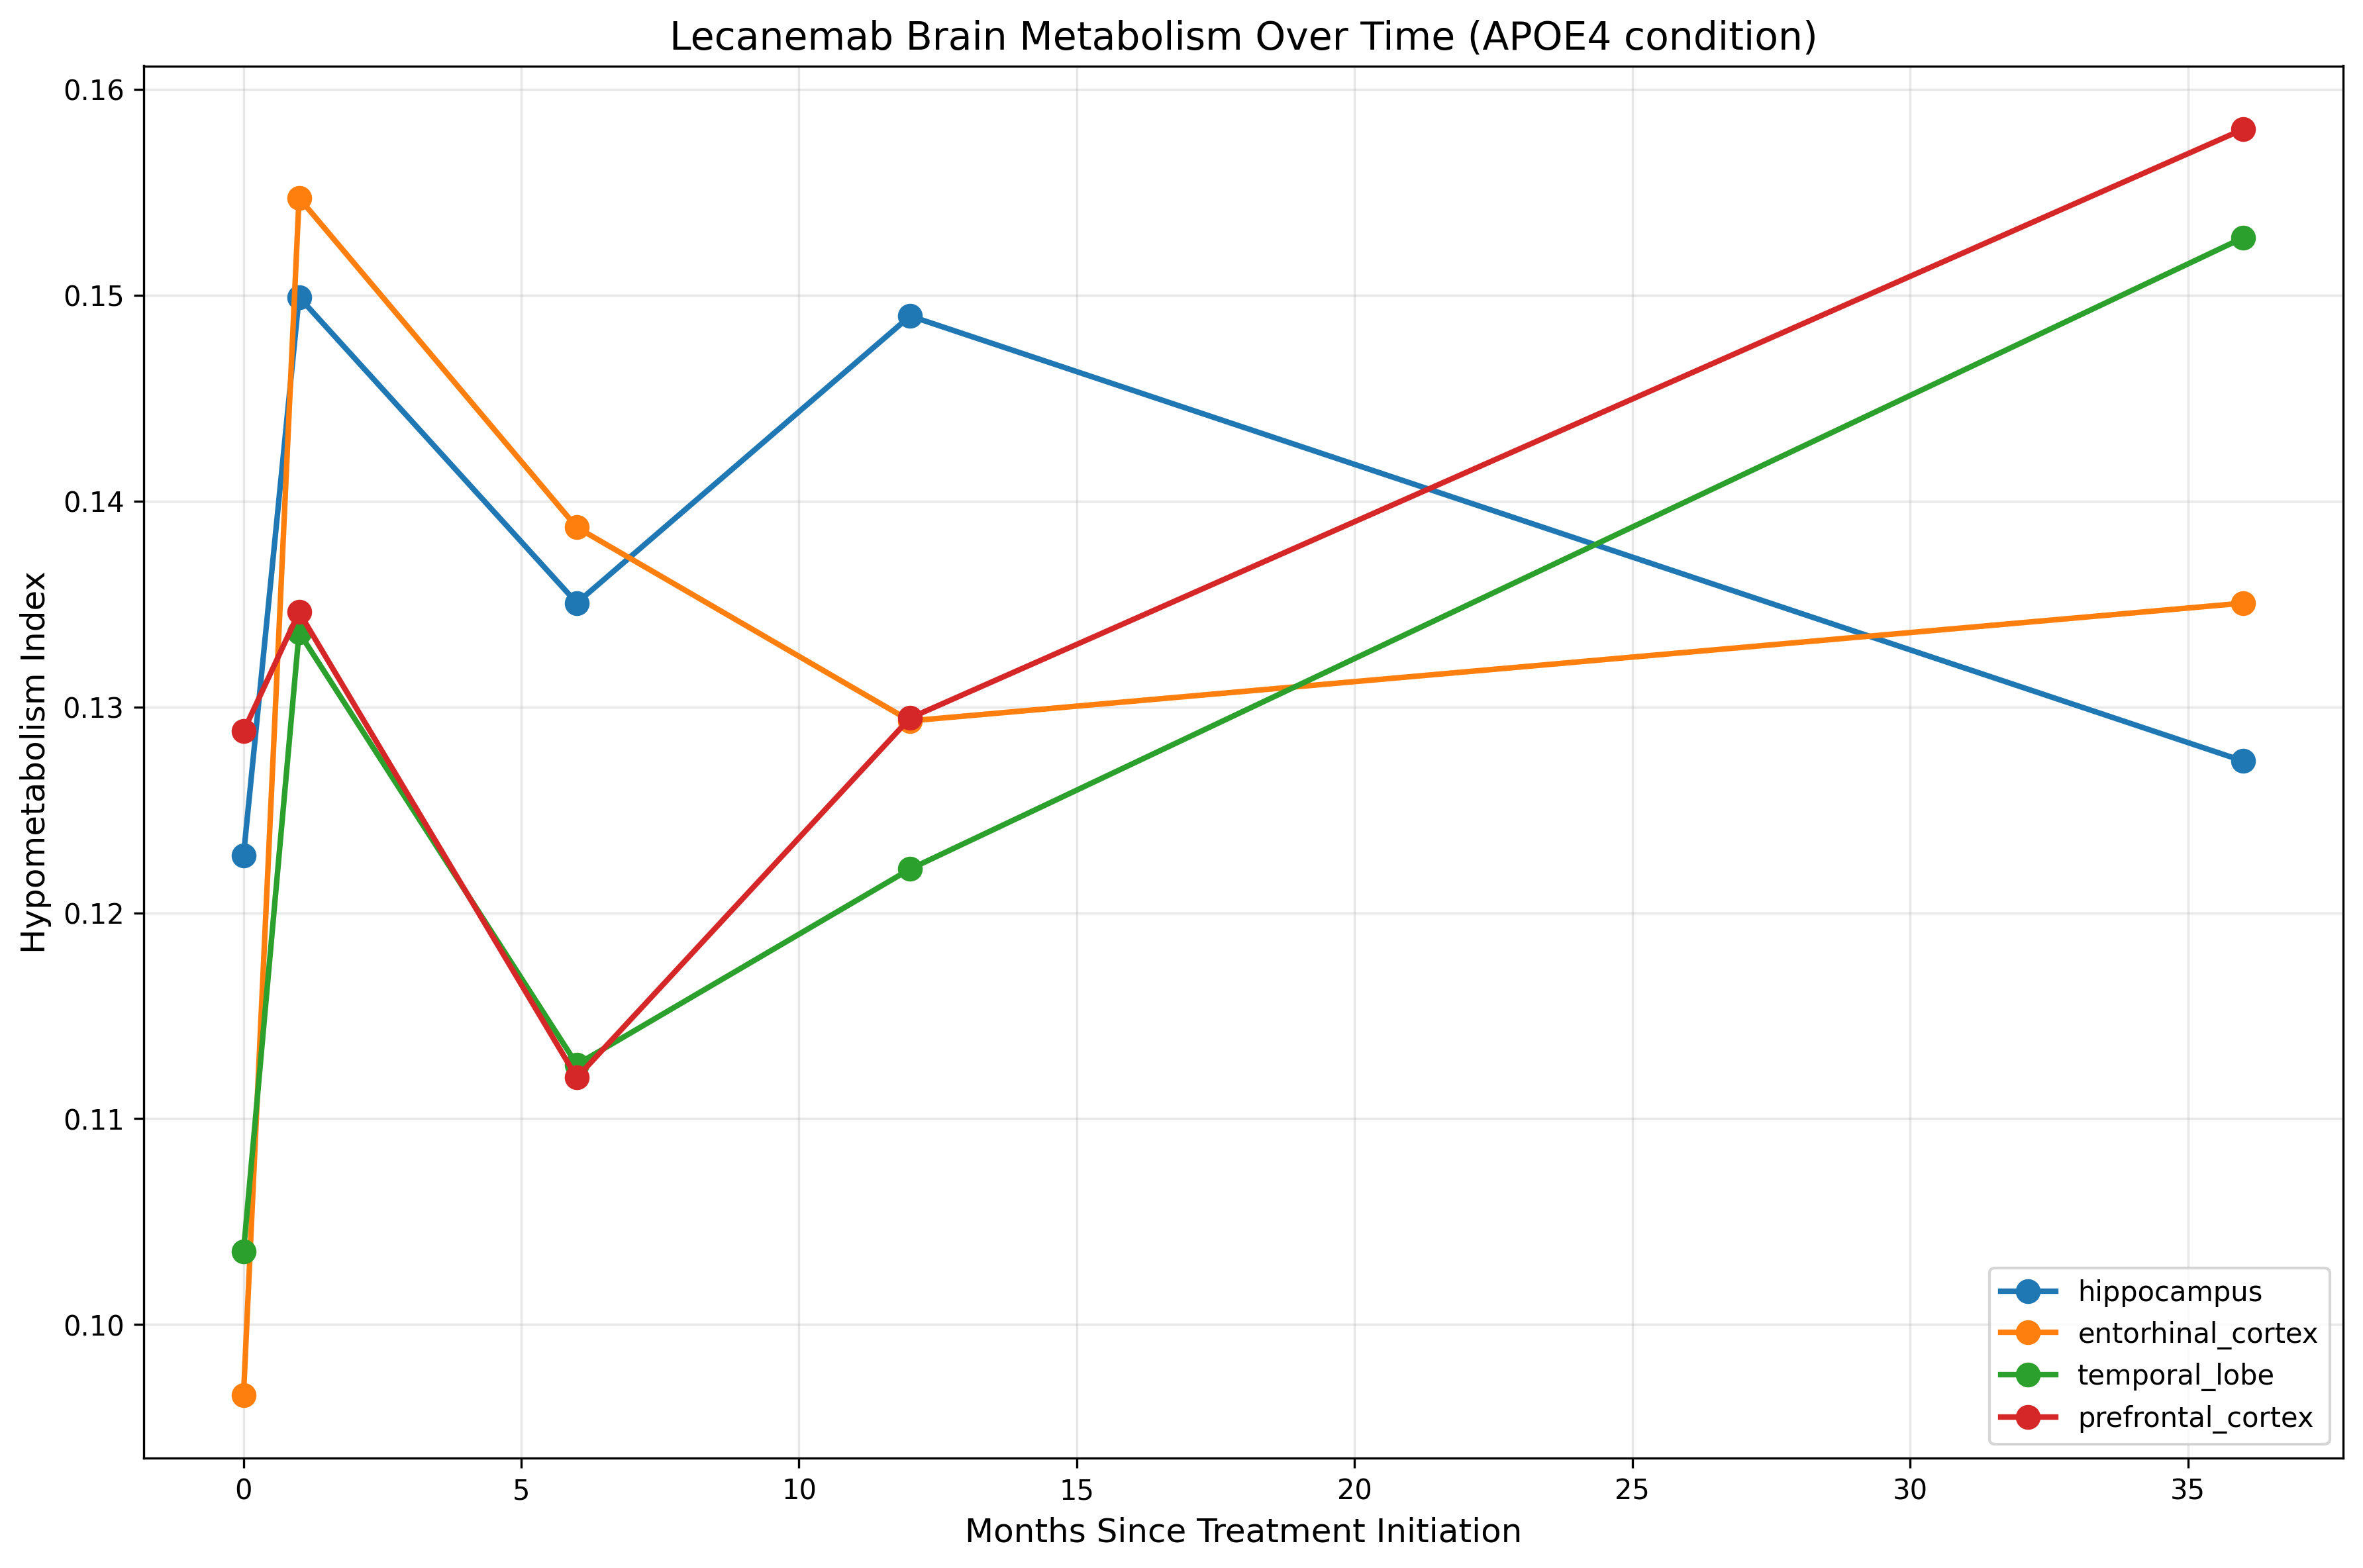 Lecanemab Brain Metabolism Over Time (APOE4 condition)
Hypometabolism Index
0.16
0.15
0.14
0.13
0.12
0.11
0.10
0 5 10 15 20 25 30 35
Months Since Treatment Initiation
hippocampus
entorhinal_cortex
temporal_lobe
prefrontal_cortex